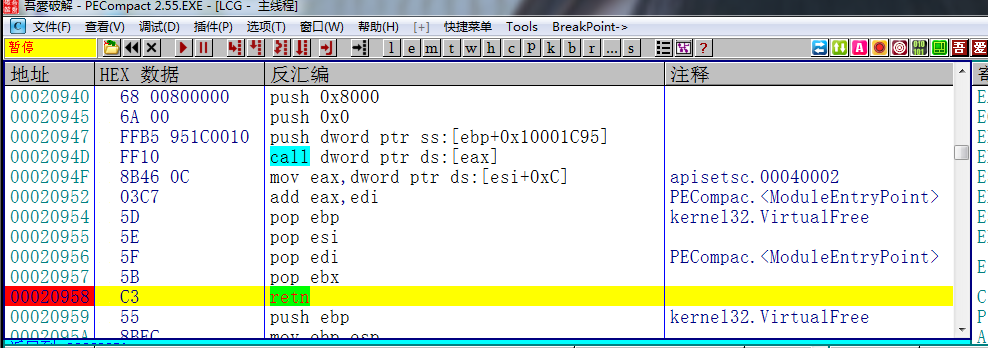 吾愛破解 - PECompact 2.55.EXE - [LCG - 主线程]
文件(F) 查看(V) 调试(D) 插件(P) 选项(T) 窗口(W) 帮助(H) [+] 快捷菜单 Tools BreakPoint->
暂停 l e m t w h c p k b r ... s ?
地址 HEX 数据 反汇编 注释
00020940 68 00800000 push 0x8000
00020945 6A 00 push 0x0
00020947 FFB5 951C0010 push dword ptr ss:[ebp+0x10001C95]
0002094D FF10 call dword ptr ds:[eax]
0002094F 8B46 0C mov eax,dword ptr ds:[esi+0xC] apisetsc.00040002
00020952 03C7 add eax,edi PECompac.<ModuleEntryPoint>
00020954 5D pop ebp kernel32.VirtualFree
00020955 5E pop esi
00020956 5F pop edi PECompac.<ModuleEntryPoint>
00020957 5B pop ebx
00020958 C3 retn
00020959 55 push ebp kernel32.VirtualFree
0002095A 8BEC mov ebp,esp